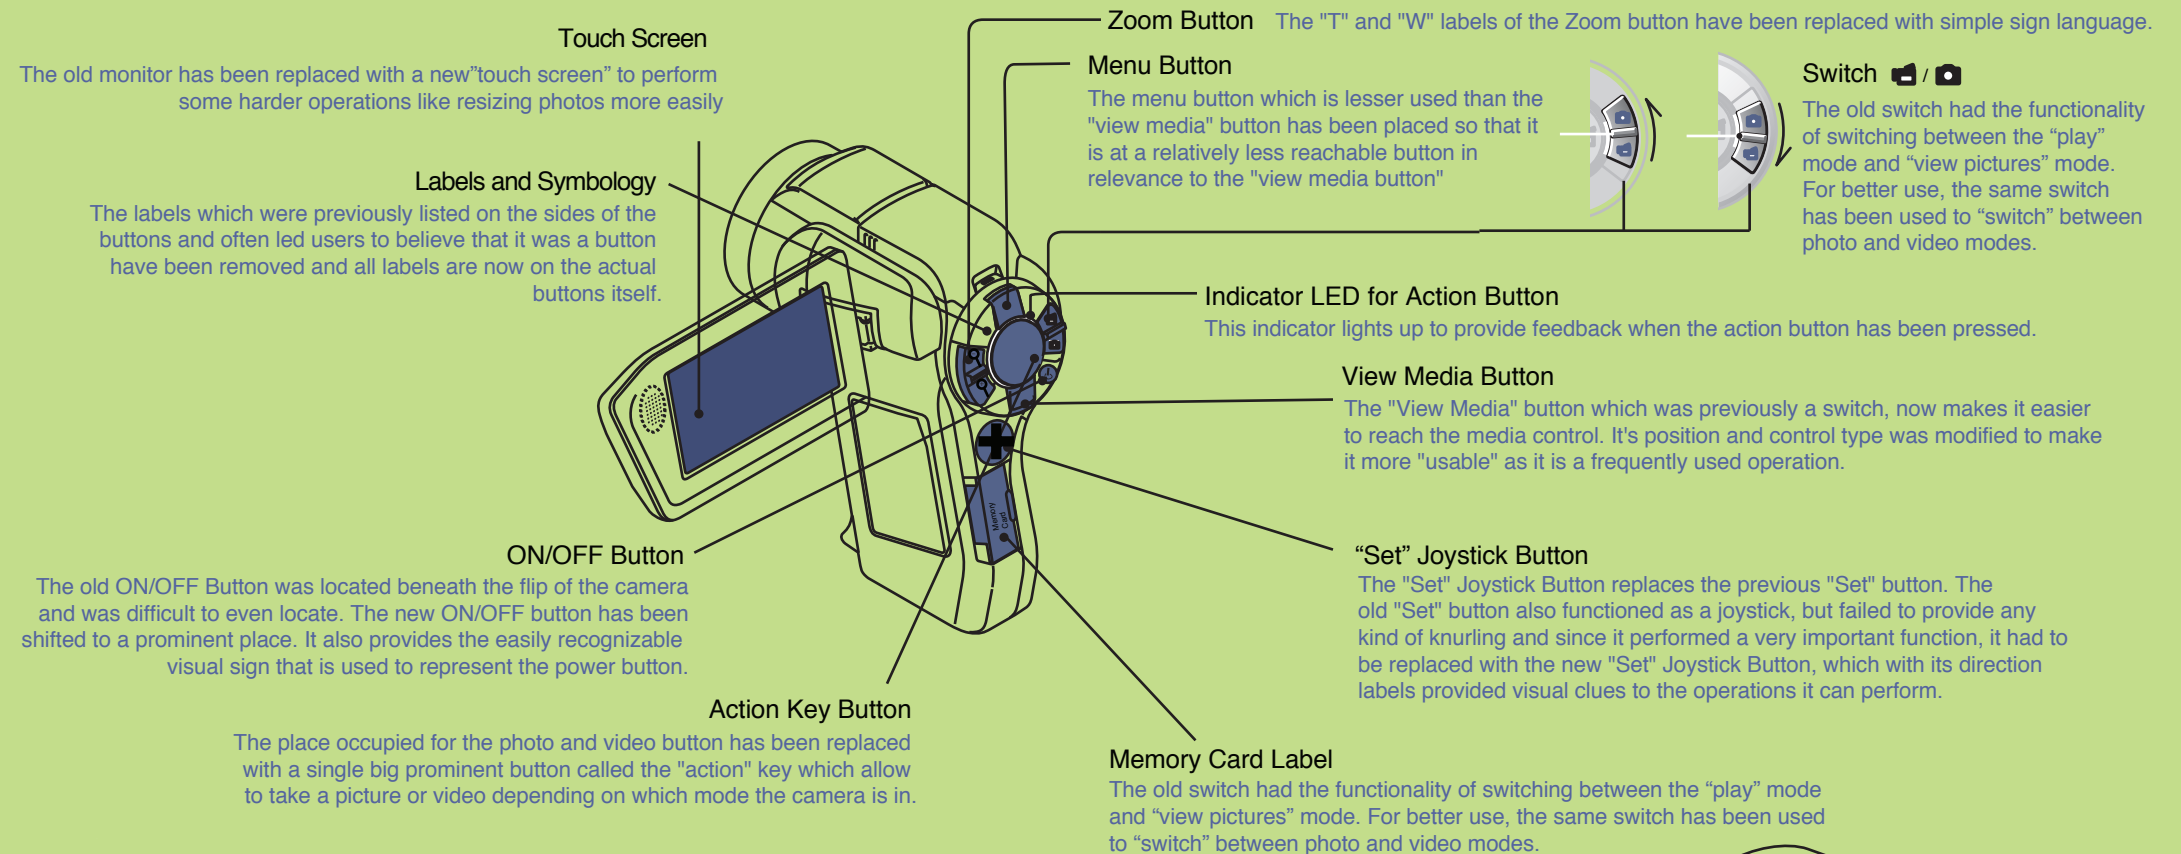 Touch Screen
The old monitor has been replaced with a new”touch screen” to perform
some harder operations like resizing photos more easily
Labels and Symbology
The labels which were previously listed on the sides of the
buttons and often led users to believe that it was a button
have been removed and all labels are now on the actual
buttons itself.
ON/OFF Button
The old ON/OFF Button was located beneath the flip of the camera
and was difficult to even locate. The new ON/OFF button has been
shifted to a prominent place. It also provides the easily recognizable
visual sign that is used to represent the power button.
Action Key Button
The place occupied for the photo and video button has been replaced
with a single big prominent button called the "action" key which allow
to take a picture or video depending on which mode the camera is in.
Zoom Button The "T" and "W" labels of the Zoom button have been replaced with simple sign language.
Menu Button
The menu button which is lesser used than the
"view media" button has been placed so that it
is at a relatively less reachable button in
relevance to the "view media button"
Switch /
The old switch had the functionality
of switching between the “play”
mode and “view pictures” mode.
For better use, the same switch
has been used to “switch” between
photo and video modes.
Indicator LED for Action Button
This indicator lights up to provide feedback when the action button has been pressed.
View Media Button
The "View Media" button which was previously a switch, now makes it easier
to reach the media control. It's position and control type was modified to make
it more "usable" as it is a frequently used operation.
“Set” Joystick Button
The "Set" Joystick Button replaces the previous "Set" button. The
old "Set" button also functioned as a joystick, but failed to provide any
kind of knurling and since it performed a very important function, it had to
be replaced with the new "Set" Joystick Button, which with its direction
labels provided visual clues to the operations it can perform.
Memory
Card
Memory Card Label
The old switch had the functionality of switching between the “play” mode
and “view pictures” mode. For better use, the same switch has been used
to “switch” between photo and video modes.